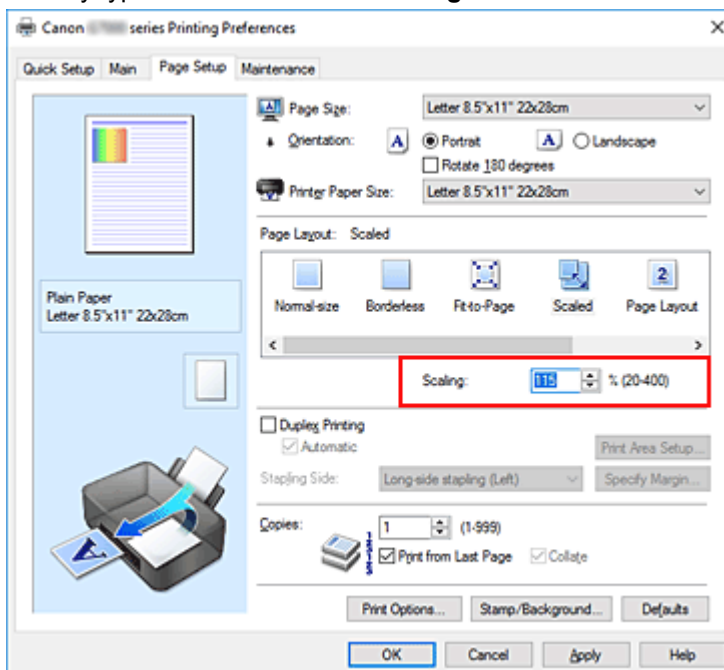 Canon series Printing Preferences
Quick Setup Main Page Setup Maintenance
Page Size: Letter 8.5"x11" 22x28cm
Orientation: A Portrait A Landscape
Rotate 180 degrees
Printer Paper Size: Letter 8.5"x11" 22x28cm
Page Layout: Scaled
2
Normal-size Borderless Fit-to-Page Scaled Page Layout
Plain Paper
Letter 8.5"x11" 22x28cm
Scaling: 115 % (20-400)
Duplex Printing
Automatic Print Area Setup...
Stapling Side: Long-side stapling (Left) Specify Margin...
Copies: 1 (1-999)
Print from Last Page Collate
A
Print Options... Stamp/Background... Defaults
OK Cancel Apply Help